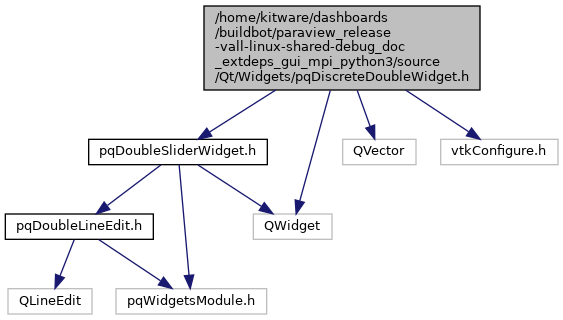 /home/kitware/dashboards
/buildbot/paraview_release
-vall-linux-shared-debug_doc
_extdeps_gui_mpi_python3/source
/Qt/Widgets/pqDiscreteDoubleWidget.h
pqDoubleSliderWidget.h
QVector
vtkConfigure.h
pqDoubleLineEdit.h
QWidget
QLineEdit
pqWidgetsModule.h